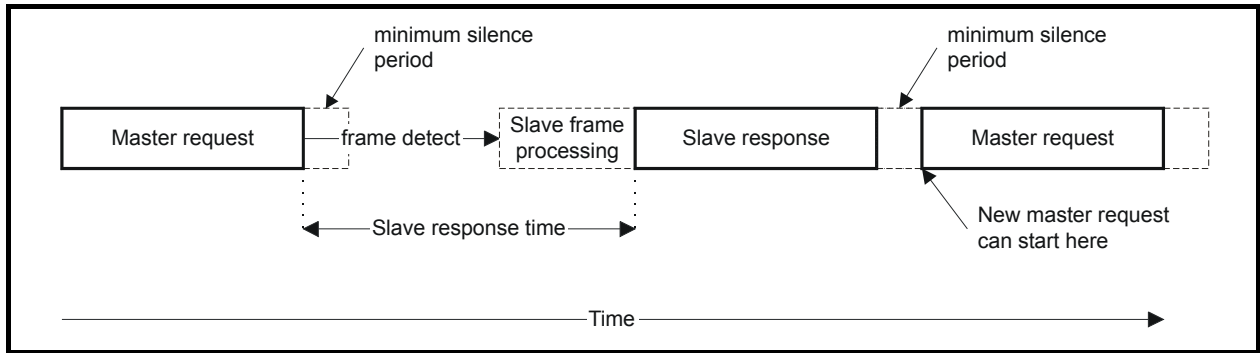 minimum silence
period
minimum silence
period
Master request
frame detect
Slave frame
processing
Slave response
Master request
Slave response time
New master request
can start here
Time